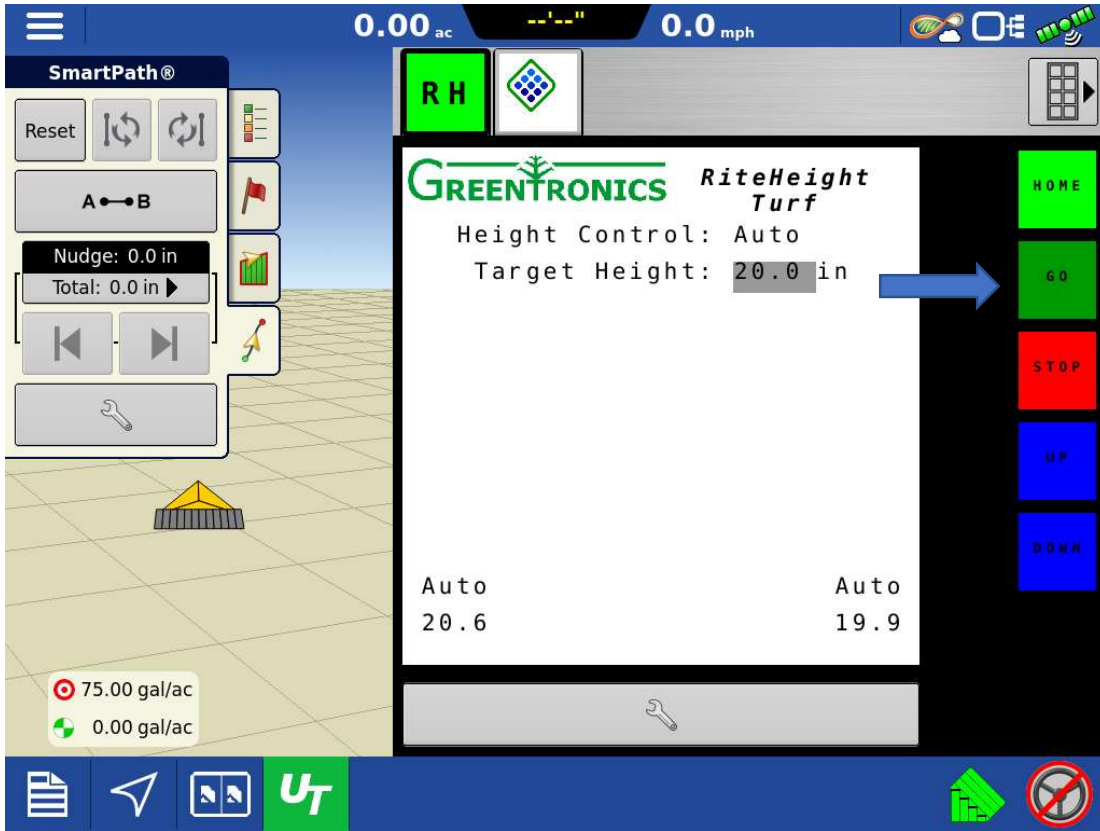 0.00 ac
--'--"
0.0 mph
SmartPath®
Reset
A B
Nudge: 0.0 in
Total: 0.0 in
75.00 gal/ac
0.00 gal/ac
R H
GREENTRONICS
RiteHeight
Turf
Height Control: Auto
Target Height: 20.0 in
Auto Auto
20.6 19.9
HOME
GO
STOP
UP
DOWN
UT